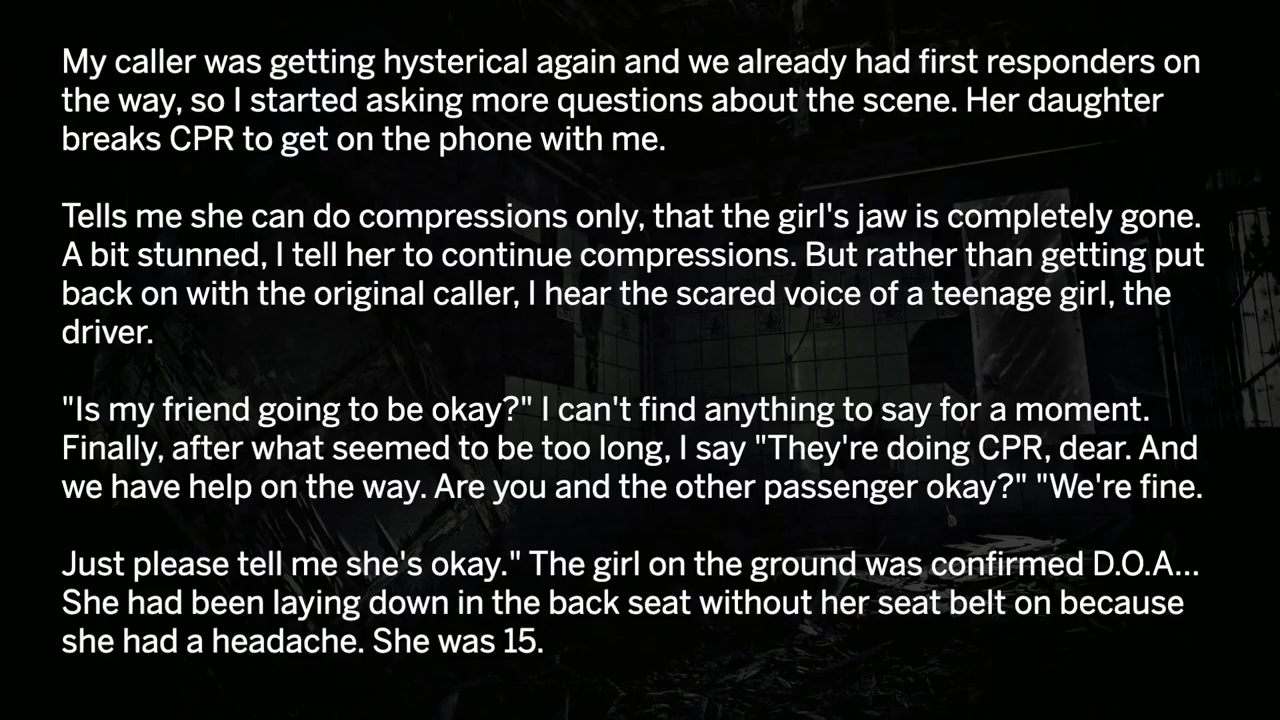 My caller was getting hysterical again and we already had first responders on
the way, so I started asking more questions about the scene. Her daughter
breaks CPR to get on the phone with me.
Tells me she can do compressions only, that the girl's jaw is completely gone.
A bit stunned, I tell her to continue compressions. But rather than getting put
back on with the original caller, I hear the scared voice of a teenage girl, the
driver.
"Is my friend going to be okay?" I can't find anything to say for a moment.
Finally, after what seemed to be too long, I say "They're doing CPR, dear. And
we have help on the way. Are you and the other passenger okay?" "We're fine.
Just please tell me she's okay." The girl on the ground was confirmed D.O.A...
She had been laying down in the back seat without her seat belt on because
she had a headache. She was 15.